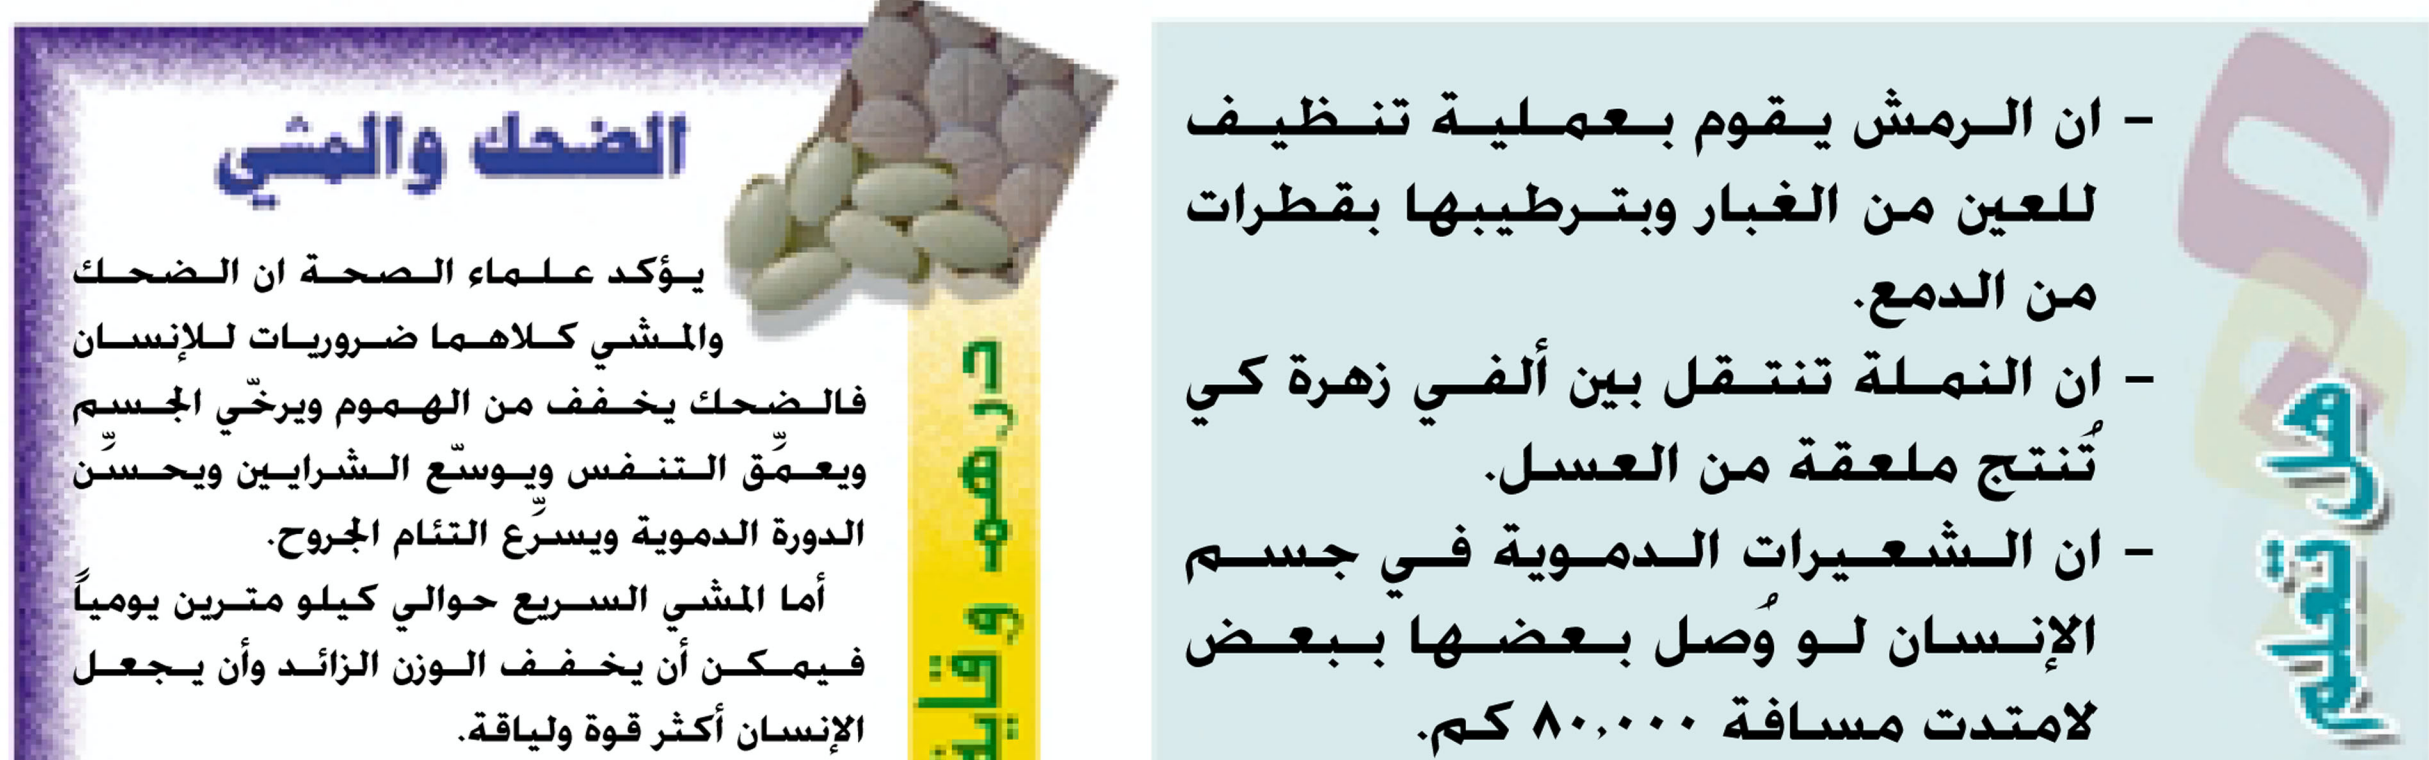 هل تعلم
- ان الرمش يقوم بعملية تنظيف
للعين من الغبار وبترطيبها بقطرات
من الدمع.
- ان النملة تنتقل بين ألفي زهرة كي
تُنتج ملعقة من العسل.
- ان الشعيرات الدموية في جسم
الإنسان لو وُصل بعضها ببعض
لامتدت مسافة ٨٠,٠٠٠ كم.
درهم وقاية
الضحك والمشي
يؤكد علماء الصحة ان الضحك
والمشي كلاهما ضروريات للإنسان
فالضحك يخفف من الهموم ويرخّي الجسم
ويعمّق التنفس ويوسّع الشرايين ويحسّن
الدورة الدموية ويسرّع التئام الجروح.
أما المشي السريع حوالي كيلو مترين يومياً
فيمكن أن يخفف الوزن الزائد وأن يجعل
الإنسان أكثر قوة ولياقة.